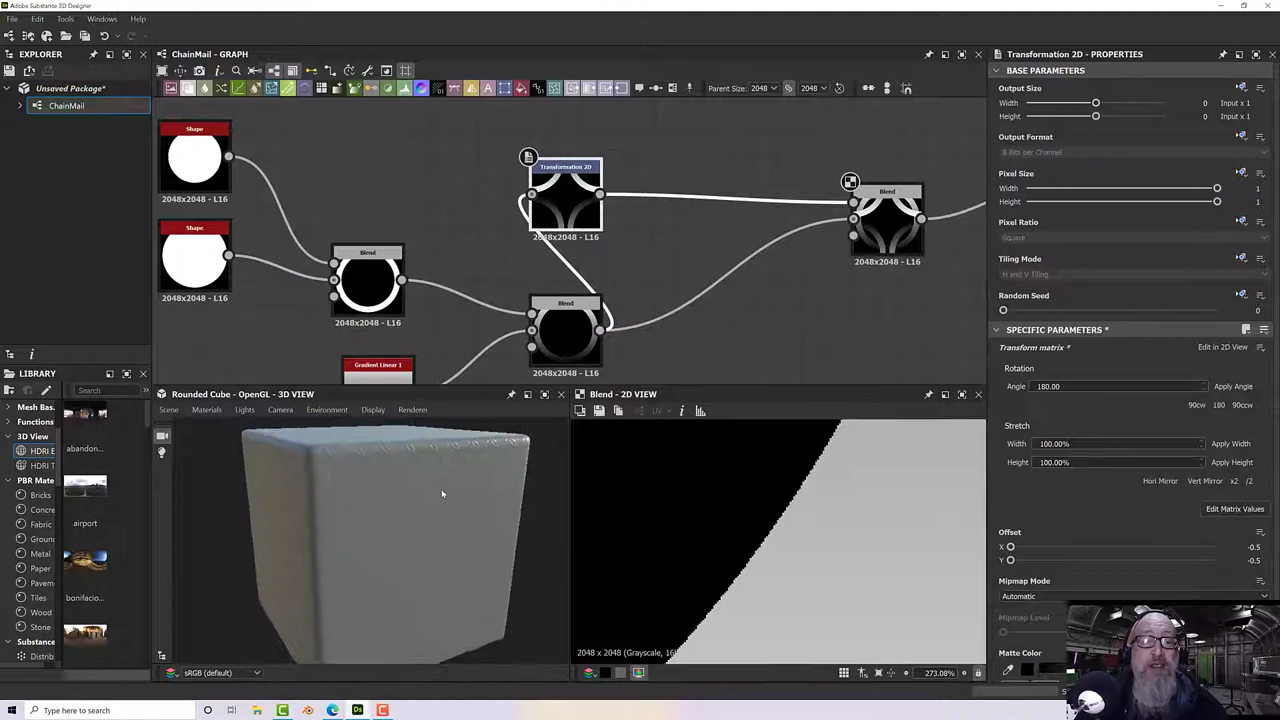 Adobe Substance 3D Designer
File Edit Tools Windows Help
EXPLORER
Unsaved Package*
ChainMail
LIBRARY
Search
Mesh Bas..
Functions
3D View
HDRI E
HDRI T
PBR Mate
Bricks
Concre
Fabric
Ground
Metal
Paper
Pavem
Tiles
Wood
Stone
Substanc
Distrib
abandon...
airport
bonifacio...
ChainMail - GRAPH
Parent Size: 2048 2048
Shape
2048x2048 - L16
Shape
2048x2048 - L16
Blend
2048x2048 - L16
Gradient Linear 1
Transformation 2D
2048x2048 - L16
Blend
2048x2048 - L16
Blend
2048x2048 - L16
Rounded Cube - OpenGL - 3D VIEW
Scene Materials Lights Camera Environment Display Renderer
sRGB (default)
Blend - 2D VIEW
UV
2048 x 2048 (Grayscale, 16
273.08%
Transformation 2D - PROPERTIES
BASE PARAMETERS
Output Size
Width 0 Input x 1
Height 0 Input x 1
Output Format
8 Bits per Channel
Pixel Size
Width 1
Height 1
Pixel Ratio
Square
Tiling Mode
H and V Tiling
Random Seed
0
SPECIFIC PARAMETERS *
Transform matrix * Edit in 2D View
Rotation
Angle 180.00 Apply Angle
90cw 180 90ccw
Stretch
Width 100.00% Apply Width
Height 100.00% Apply Height
Hori Mirror Vert Mirror x2 /2
Edit Matrix Values
Offset
X -0.5
Y -0.5
Mipmap Mode
Automatic
Mipmap Level
Matte Color
Type here to search
Ds